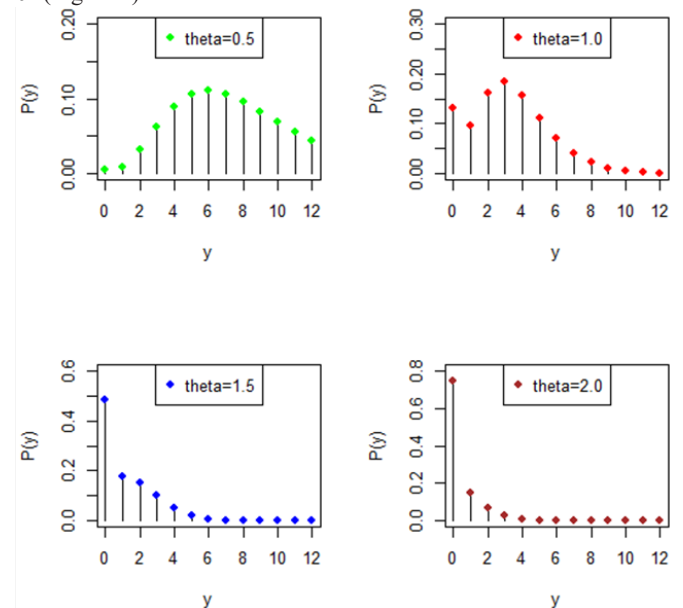 theta=0.5
0.00 0.10 0.20
P(y)
0 2 4 6 8 10 12
y
theta=1.0
0.00 0.10 0.20 0.30
P(y)
0 2 4 6 8 10 12
y
theta=1.5
0.0 0.2 0.4 0.6
P(y)
0 2 4 6 8 10 12
y
theta=2.0
0.0 0.2 0.4 0.6 0.8
P(y)
0 2 4 6 8 10 12
y